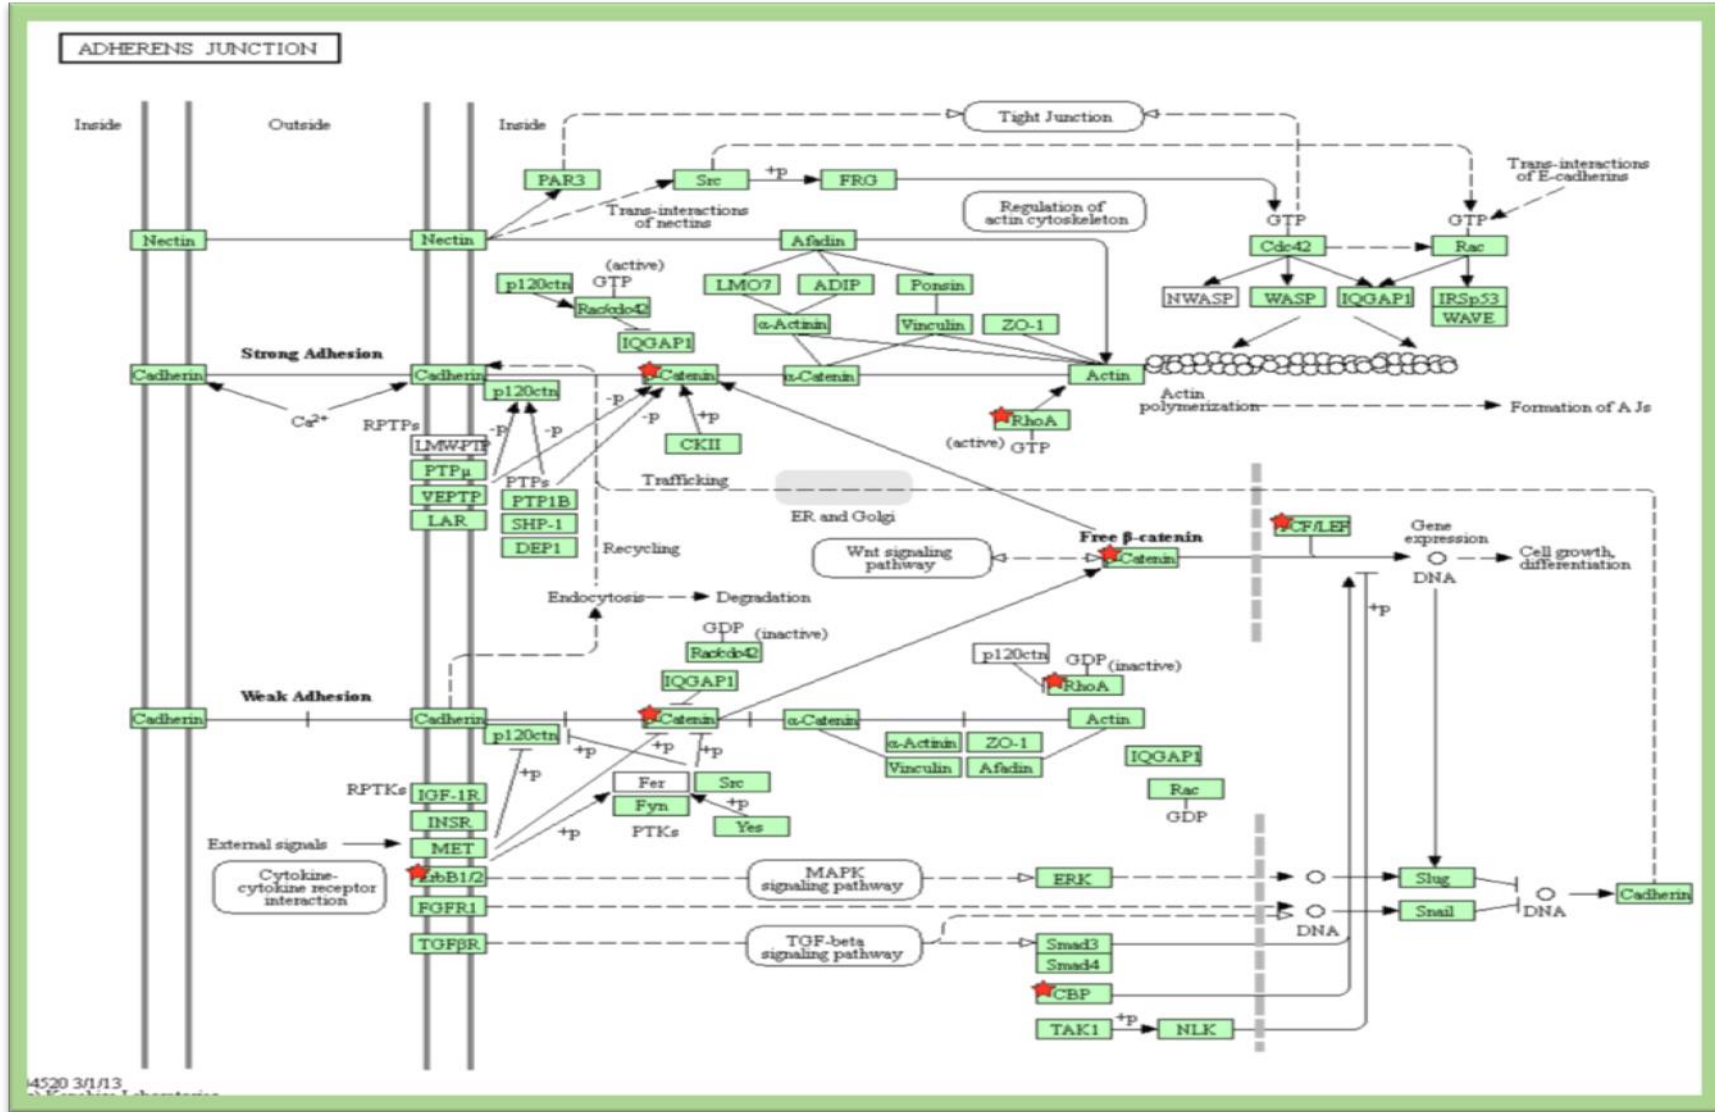 ADHERENS JUNCTION
Inside
Outside
Inside
Tight Junction
PAR3
Src
+p
FRG
Trans-interactions
of E-cadherins
Trans-interactions
of nectins
Regulation of
actin cytoskeleton
GTP
GTP
Nectin
Nectin
Afadin
Cdc42
Rac
(active)
p120ctn
GTP
LMO7
ADIP
Ponsin
NWASP
WASP
IQGAP1
IRSp53
WAVE
Rac/cdc42
α-Actinin
Vinculin
ZO-1
IQGAP1
Strong Adhesion
Cadherin
Cadherin
p120ctn
Catenin
α-Catenin
Actin
Ca²⁺
RPTPs
-p
-p
-p
-p
+p
LMW-PTP
CKII
RhoA
(active)
GTP
Actin
polymerization
Formation of AJs
PTPμ
VEPTP
LAR
PTPs
PTP1B
SHP-1
DEP1
Trafficking
ER and Golgi
Recycling
Wnt signaling
pathway
Free β-catenin
Catenin
CF/LEF
Gene
expression
DNA
Cell growth,
differentiation
Endocytosis
Degradation
+p
GDP
(inactive)
Rac/cdc42
IQGAP1
p120ctn
GDP
(inactive)
RhoA
Weak Adhesion
Cadherin
Cadherin
p120ctn
Catenin
α-Catenin
Actin
+p
+p
+p
+p
α-Actinin
ZO-1
Vinculin
Afadin
IQGAP1
RPTKs
IGF-1R
INSR
MET
ErbB1/2
FGFR1
TGFβR
Fer
Src
Fyn
+p
Yes
PTKs
+p
Rac
GDP
External signals
Cytokine-
cytokine receptor
interaction
MAPK
signaling pathway
ERK
Slug
Snail
DNA
DNA
Cadherin
TGF-beta
signaling pathway
Smad3
Smad4
CBP
TAK1
+p
NLK
4520 3/1/13